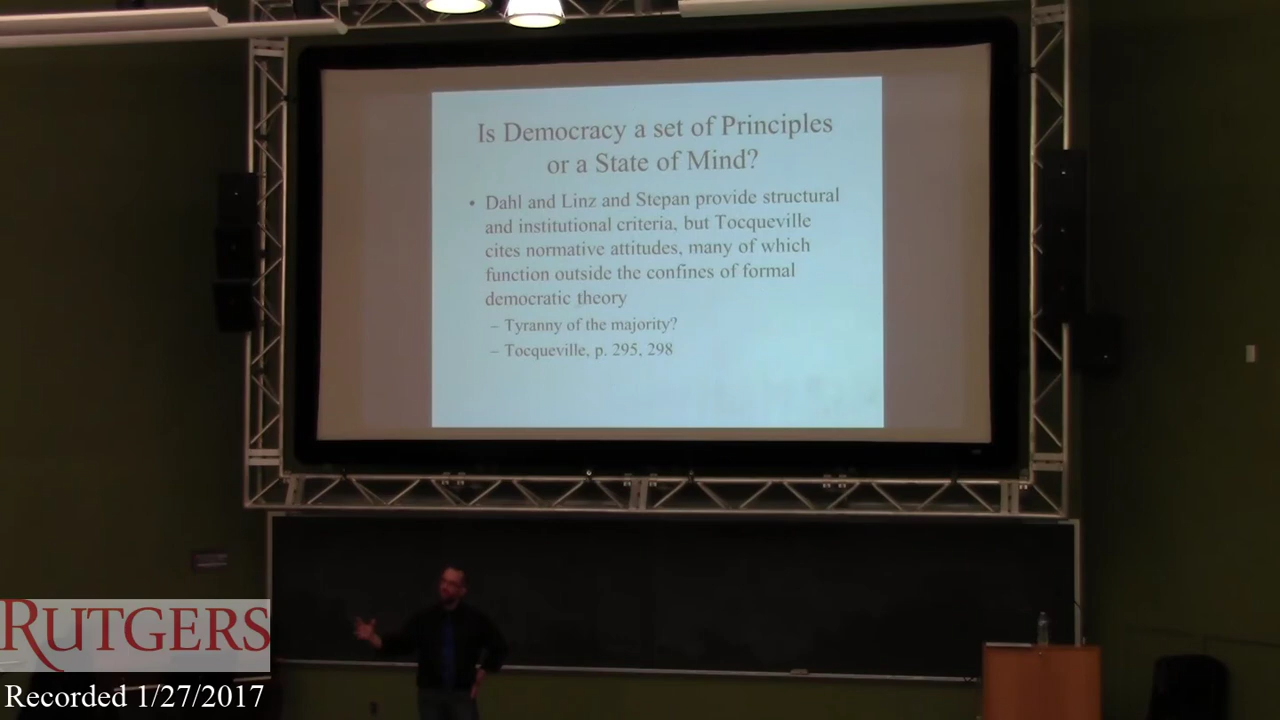 Is Democracy a set of Principles
or a State of Mind?
• Dahl and Linz and Stepan provide structural
and institutional criteria, but Tocqueville
cites normative attitudes, many of which
function outside the confines of formal
democratic theory
– Tyranny of the majority?
– Tocqueville, p. 295, 298
RUTGERS
Recorded 1/27/2017